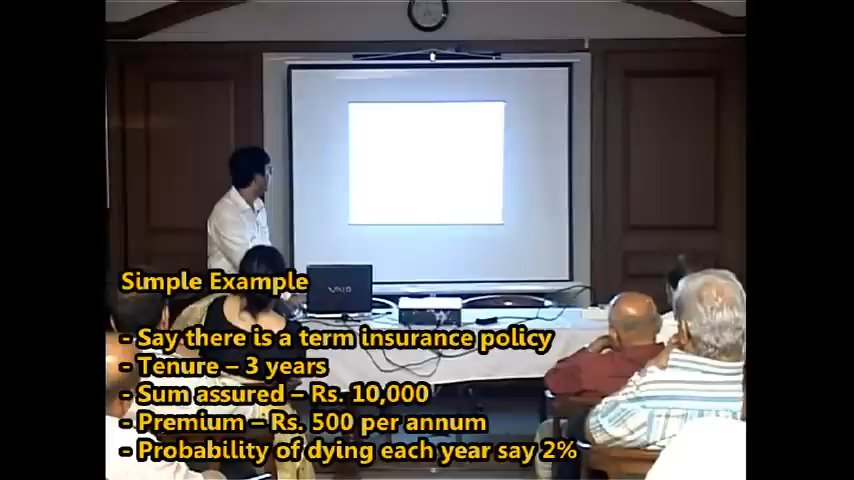 VAIO
Simple Example
- Say there is a term insurance policy
- Tenure – 3 years
- Sum assured – Rs. 10,000
- Premium – Rs. 500 per annum
- Probability of dying each year say 2%